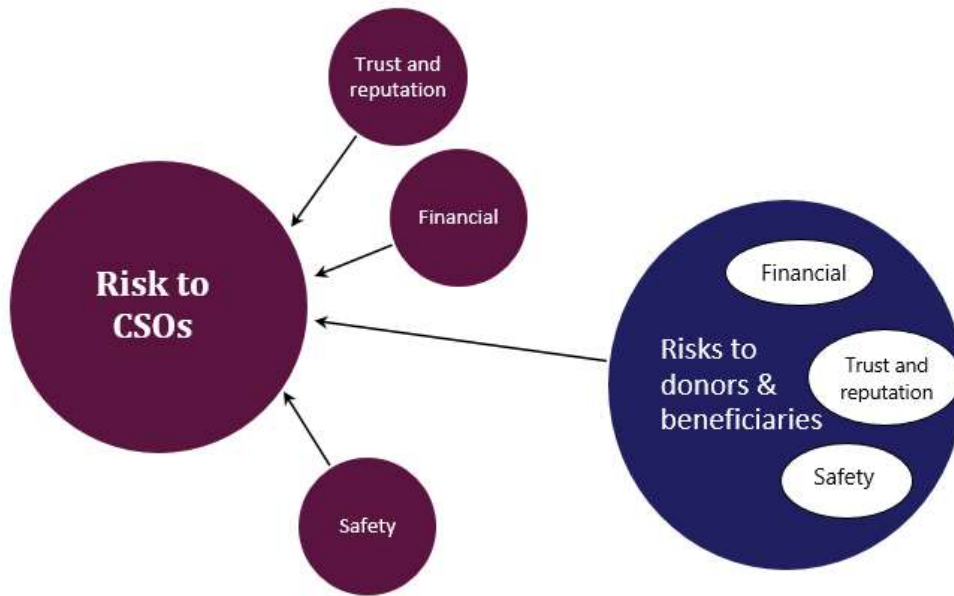 Trust and
reputation
Financial
Risk to
CSOs
Safety
Risks to
donors &
beneficiaries
Financial
Trust and
reputation
Safety